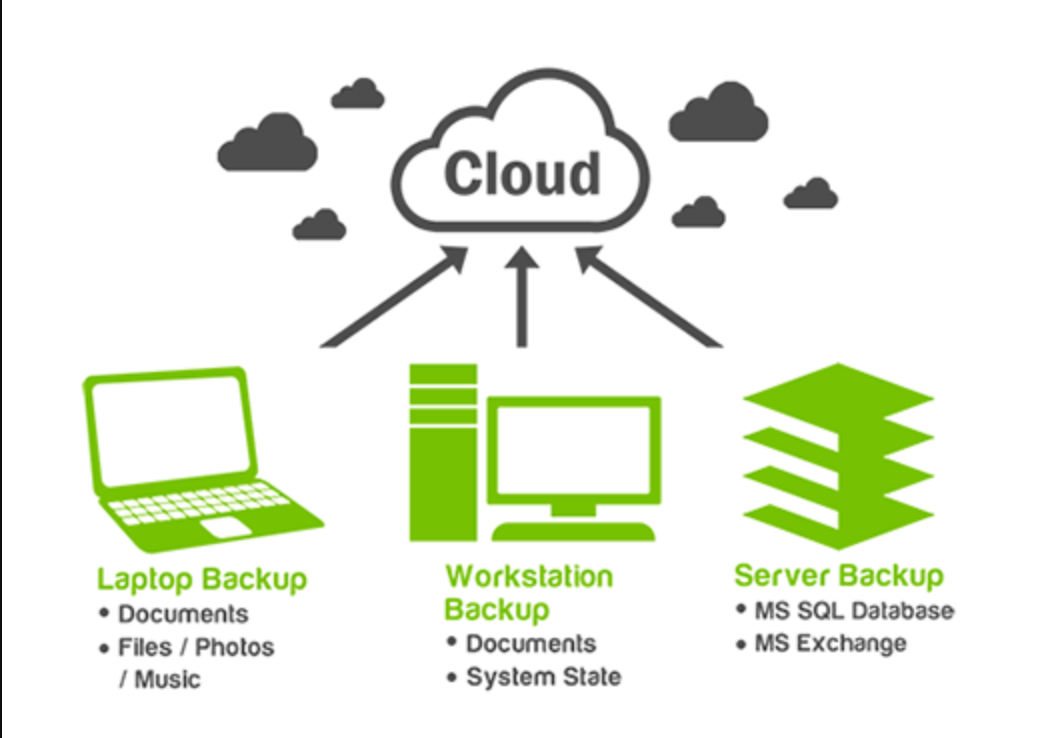 Cloud
Laptop Backup
• Documents
• Files / Photos
/ Music
Workstation
Backup
• Documents
• System State
Server Backup
• MS SQL Database
• MS Exchange